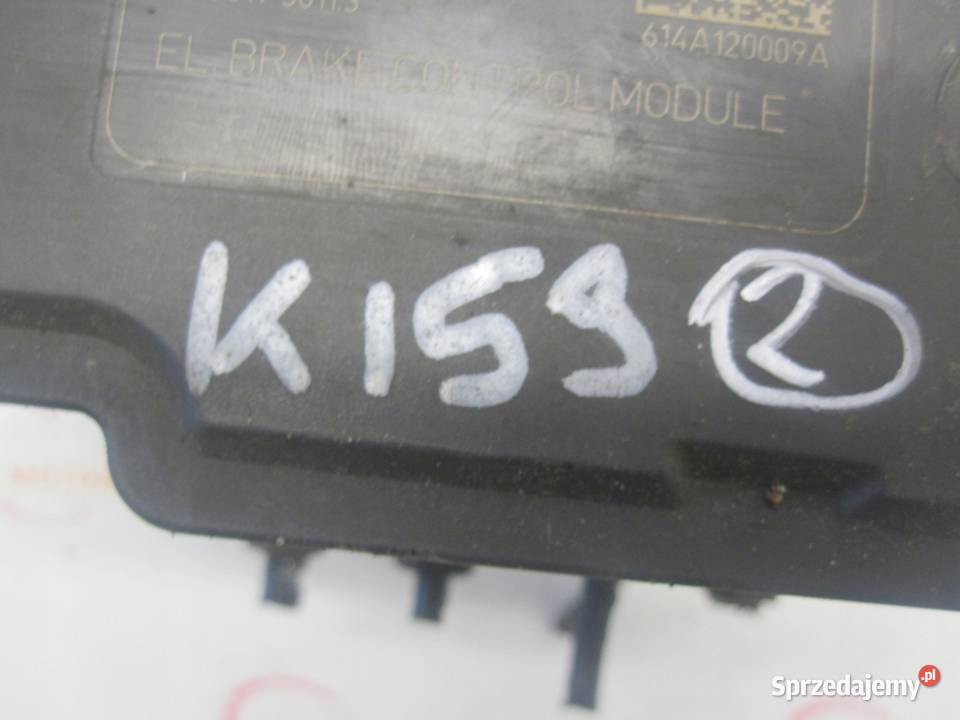 614A120009A
EL. BRAKE CONTROL MODULE
K159 2
Sprzedajemy.pl